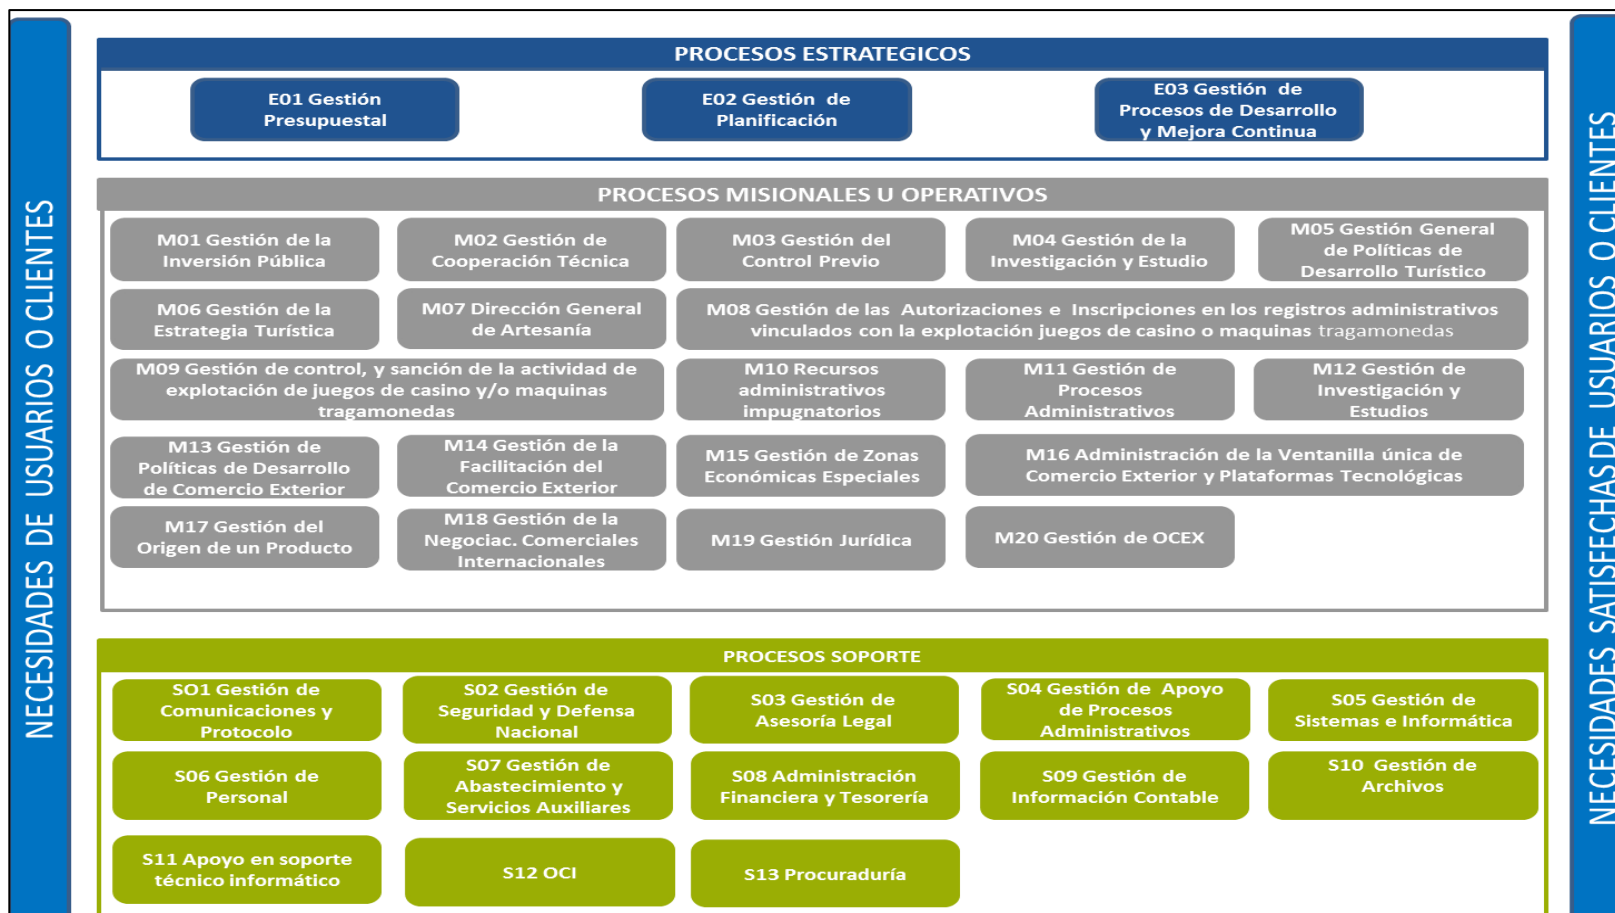 NECESIDADES DE USUARIOS O CLIENTES
PROCESOS ESTRATEGICOS
E01 Gestión
Presupuestal
E02 Gestión de
Planificación
E03 Gestión de
Procesos de Desarrollo
y Mejora Continua
PROCESOS MISIONALES U OPERATIVOS
M01 Gestión de la
Inversión Pública
M02 Gestión de
Cooperación Técnica
M03 Gestión del
Control Previo
M04 Gestión de la
Investigación y Estudio
M05 Gestión General
de Políticas de
Desarrollo Turístico
M06 Gestión de la
Estrategia Turística
M07 Dirección General
de Artesanía
M08 Gestión de las Autorizaciones e Inscripciones en los registros administrativos
vinculados con la explotación juegos de casino o maquinas tragamonedas
M09 Gestión de control, y sanción de la actividad de
explotación de juegos de casino y/o maquinas
tragamonedas
M10 Recursos
administrativos
impugnatorios
M11 Gestión de
Procesos
Administrativos
M12 Gestión de
Investigación y
Estudios
M13 Gestión de
Políticas de Desarrollo
de Comercio Exterior
M14 Gestión de la
Facilitación del
Comercio Exterior
M15 Gestión de Zonas
Económicas Especiales
M16 Administración de la Ventanilla única de
Comercio Exterior y Plataformas Tecnológicas
M17 Gestión del
Origen de un Producto
M18 Gestión de la
Negociac. Comerciales
Internacionales
M19 Gestión Jurídica
M20 Gestión de OCEX
PROCESOS SOPORTE
SO1 Gestión de
Comunicaciones y
Protocolo
S02 Gestión de
Seguridad y Defensa
Nacional
S03 Gestión de
Asesoría Legal
S04 Gestión de Apoyo
de Procesos
Administrativos
S05 Gestión de
Sistemas e Informática
S06 Gestión de
Personal
S07 Gestión de
Abastecimiento y
Servicios Auxiliares
S08 Administración
Financiera y Tesorería
S09 Gestión de
Información Contable
S10 Gestión de
Archivos
S11 Apoyo en soporte
técnico informático
S12 OCI
S13 Procuraduría
NECESIDADES SATISFECHAS DE USUARIOS O CLIENTES